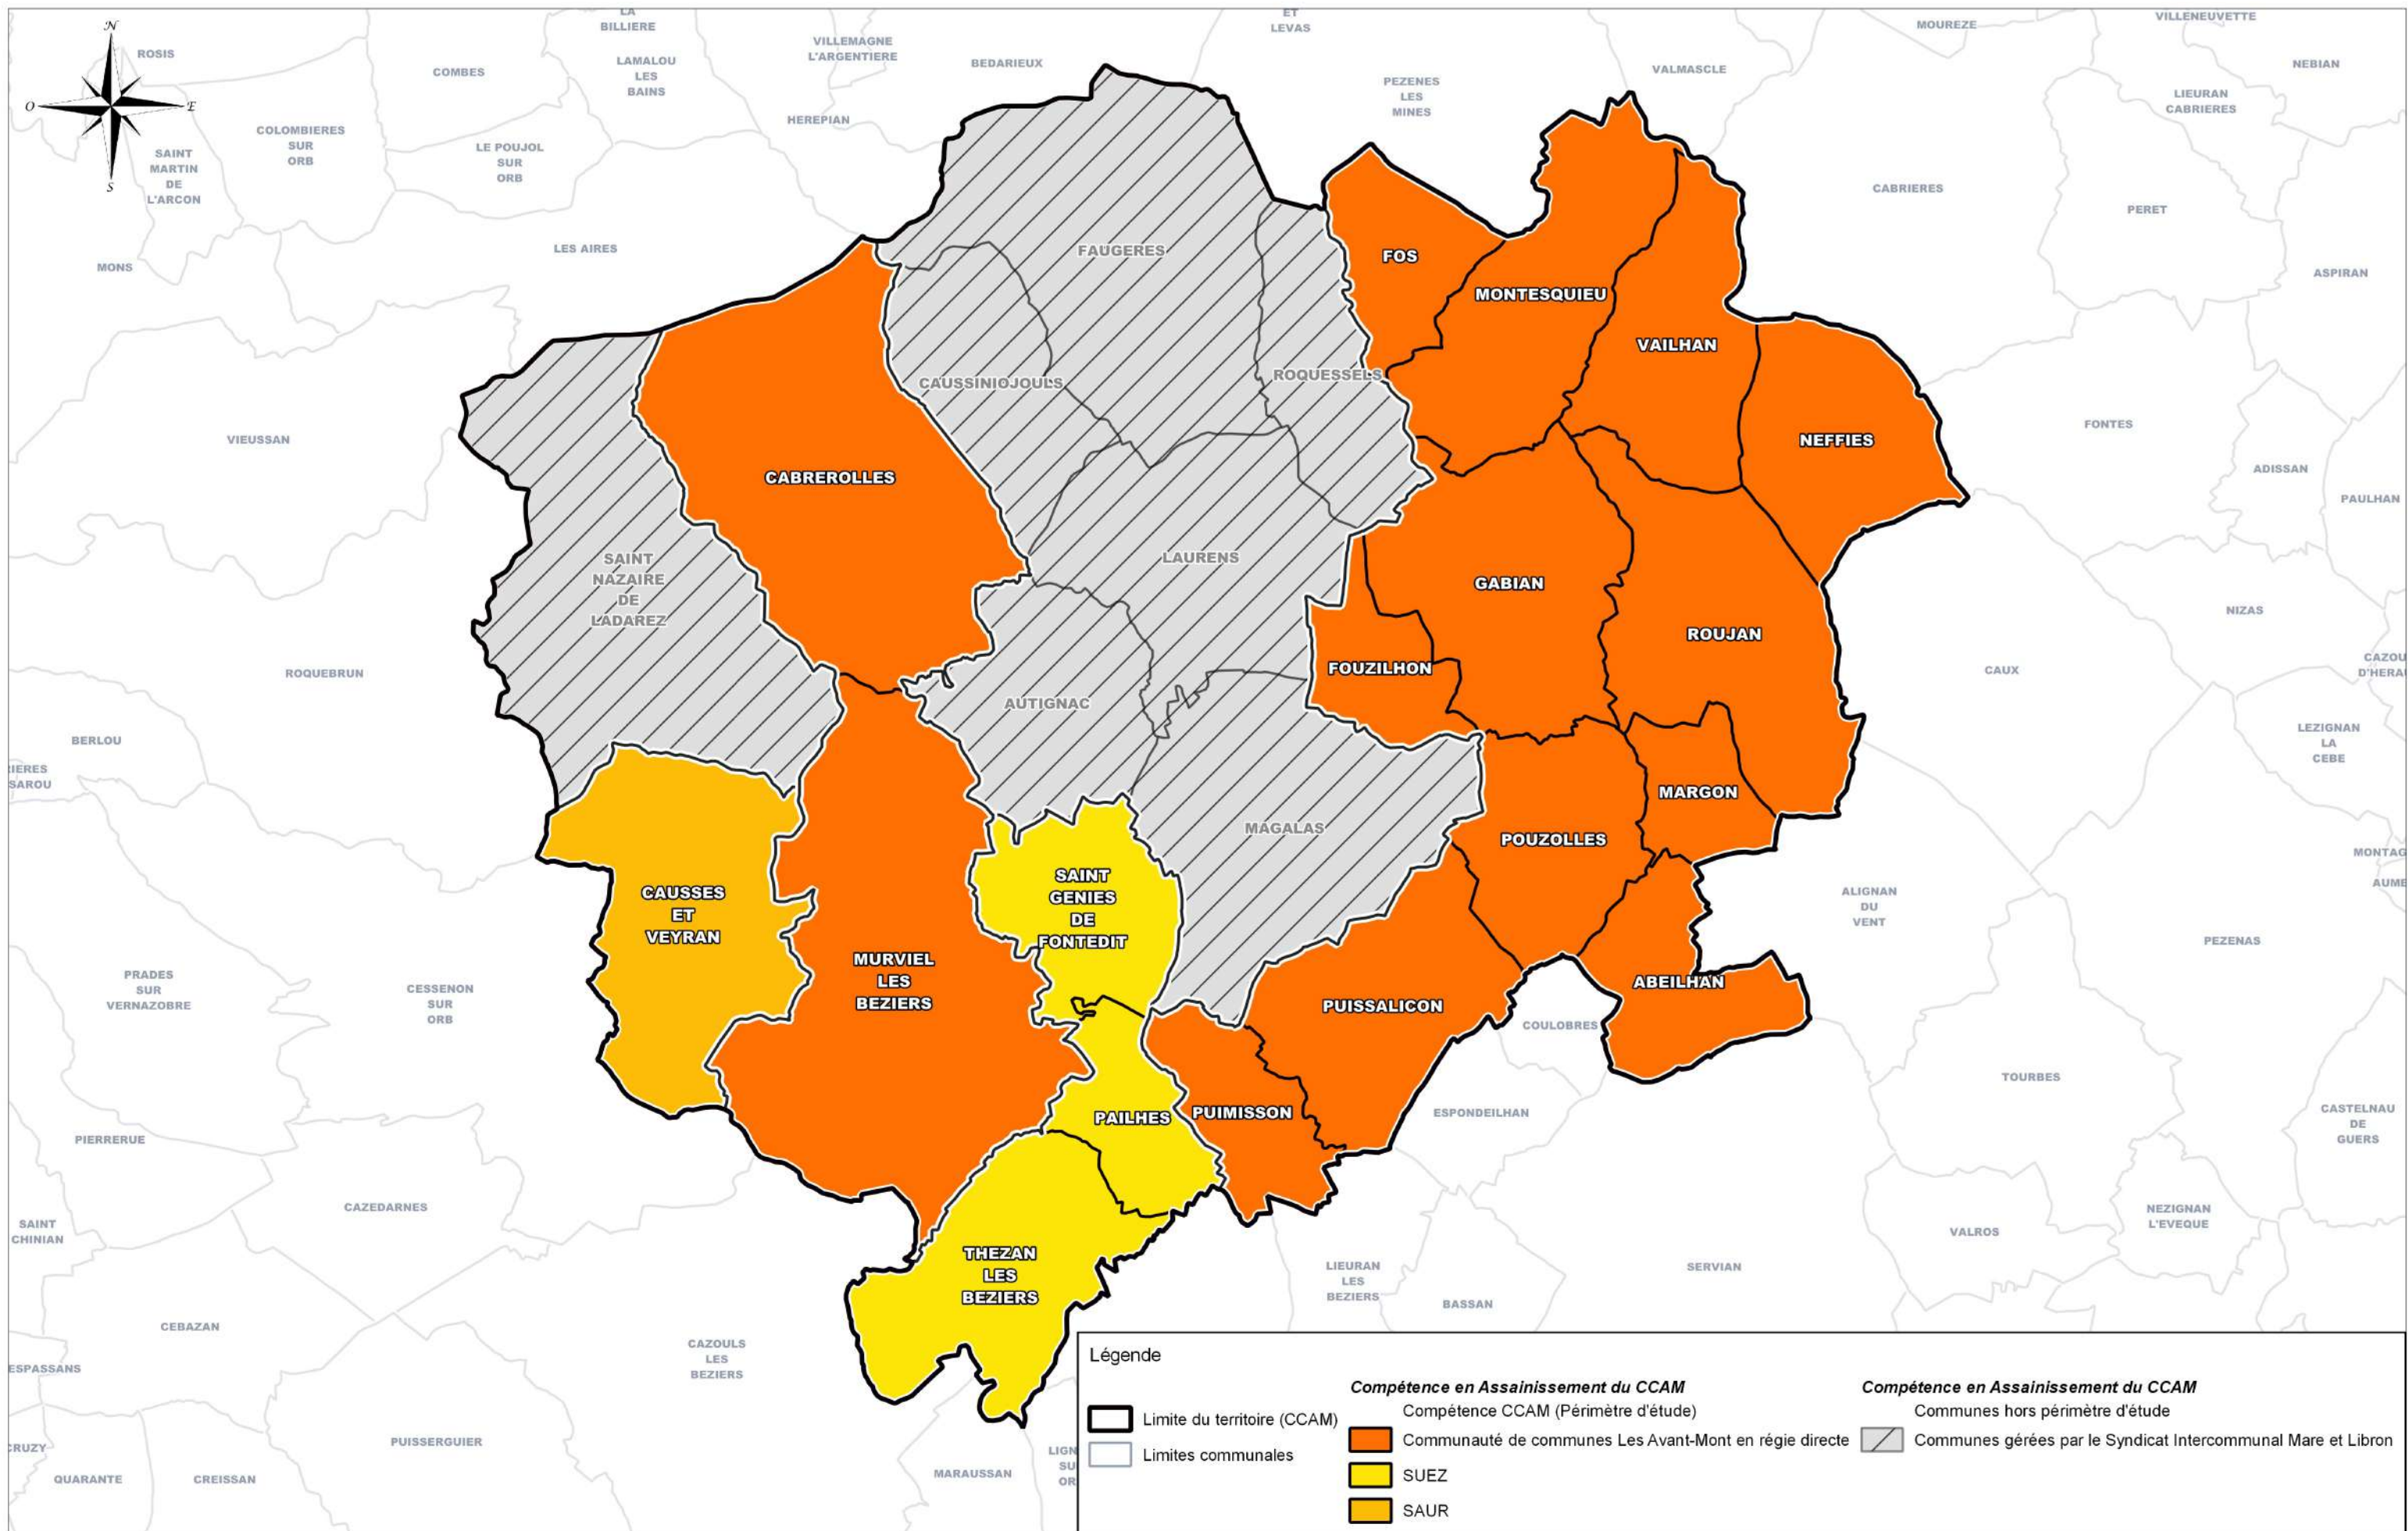 LA
BILLIERE
ET
LEVAS
MOUREZE
VILLENEUVETTE
N
O
E
S
ROSIS
COMBES
LAMALOU
LES
BAINS
VILLEMAGNE
L'ARGENTIERE
BEDARIEUX
PEZENES
LES
MINES
VALMASCLE
NEBIAN
LIEURAN
CABRIERES
HEREPIAN
COLOMBIERES
SUR
ORB
SAINT
MARTIN
DE
L'ARCON
LE POUJOL
SUR
ORB
CABRIERES
PERET
LES AIRES
MONS
ASPIRAN
FAUGERES
FOS
MONTESQUIEU
VAILHAN
CAUSSINIOJOULS
ROQUESSELS
NEFFIES
VIEUSSAN
FONTES
ADISSAN
PAULHAN
CABREROLLES
SAINT
NAZAIRE
DE
LADAREZ
LAURENS
GABIAN
NIZAS
ROUJAN
ROQUEBRUN
FOUZILHON
CAUX
CAZOU
D'HERA
AUTIGNAC
BERLOU
LEZIGNAN
LA
CEBE
IERES
SAROU
MARGON
MAGALAS
POUZOLLES
MONTAG
AUME
SAINT
GENIES
DE
FONTEDIT
CAUSSES
ET
VEYRAN
ALIGNAN
DU
VENT
PEZENAS
MURVIEL
LES
BEZIERS
PRADES
SUR
VERNAZOBRE
CESSENON
SUR
ORB
ABEILHAN
PUISSALICON
COULOBRES
TOURBES
PAILHES
PUIMISSON
ESPONDEILHAN
CASTELNAU
DE
GUERS
PIERRERUE
CAZEDARNES
SAINT
CHINIAN
NEZIGNAN
L'EVEQUE
VALROS
THEZAN
LES
BEZIERS
LIEURAN
LES
BEZIERS
SERVIAN
BASSAN
CEBAZAN
CAZOULS
LES
BEZIERS
ESPASSANS
PUISSERGUIER
CRUZY
QUARANTE
CREISSAN
MARAUSSAN
LIGN
SU
OR
Légende
Limite du territoire (CCAM)
Limites communales
Compétence en Assainissement du CCAM
Compétence CCAM (Périmètre d'étude)
Communauté de communes Les Avant-Mont en régie directe
SUEZ
SAUR
Compétence en Assainissement du CCAM
Communes hors périmètre d'étude
Communes gérées par le Syndicat Intercommunal Mare et Libron